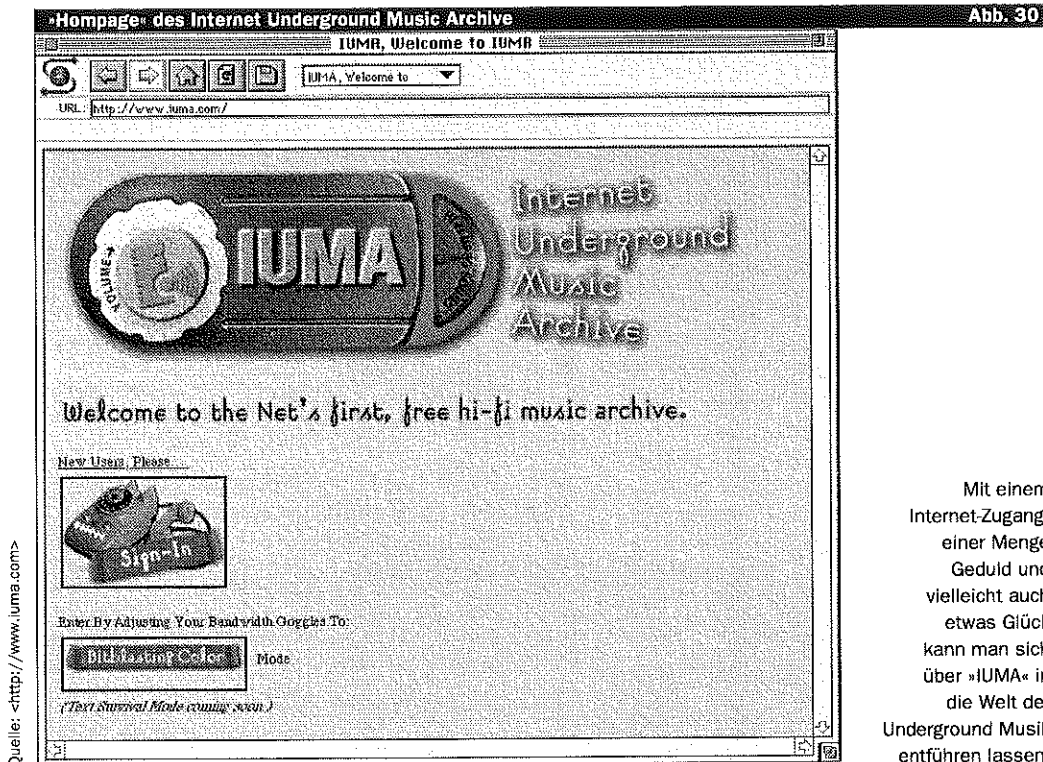 »Hompage« des Internet Underground Music Archive
Abb. 30
IUMA, Welcome to IUMA
IUMA, Welcome to
URL: http://www.iuma.com/
VOLUME
IUMA
Internet
Underground
Music
Archive
Welcome to the Net's first, free hi-fi music archive.
New Users, Please
Sign-In
Enter By Adjusting Your Bandwidth Goggles To:
Bitblasting Color Mode
(Text Survival Mode coming soon.)
Quelle: <http://www.iuma.com>
Mit einem
Internet-Zugang,
einer Menge
Geduld und
vielleicht auch
etwas Glück
kann man sich
über »IUMA« in
die Welt der
Underground Musik
entführen lassen.